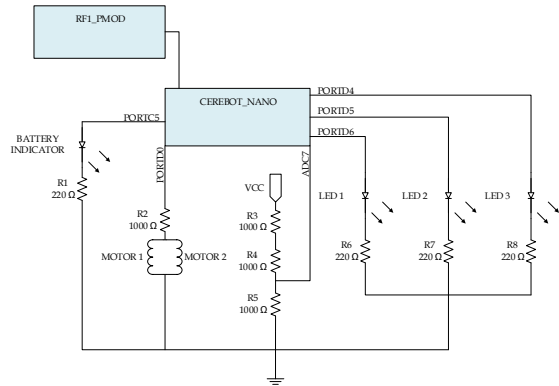 RF1_PMOD
CEREBOT_NANO
PORTD4
PORTD5
PORTD6
PORTC5
PORTD0
ADC7
BATTERY
INDICATOR
R1
220 Ω
R2
1000 Ω
MOTOR 1
MOTOR 2
VCC
R3
1000 Ω
R4
1000 Ω
R5
1000 Ω
LED 1
LED 2
LED 3
R6
220 Ω
R7
220 Ω
R8
220 Ω